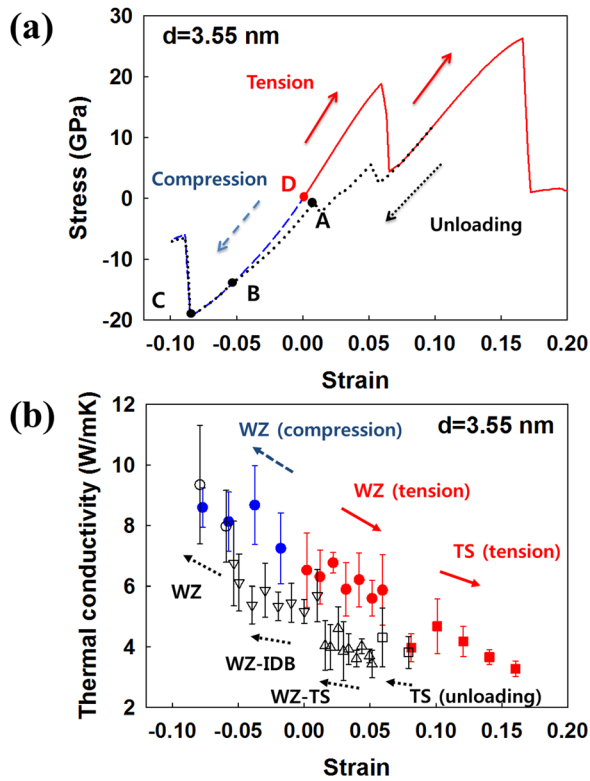 (a)
d=3.55 nm
Tension
Compression
D
A
Unloading
B
C
Stress (GPa)
30
20
10
0
-10
-20
-0.10 -0.05 0.00 0.05 0.10 0.15 0.20
Strain
(b)
d=3.55 nm
WZ (compression)
WZ (tension)
TS (tension)
WZ
WZ-IDB
WZ-TS
TS (unloading)
Thermal conductivity (W/mK)
12
10
8
6
4
2
-0.10 -0.05 0.00 0.05 0.10 0.15 0.20
Strain